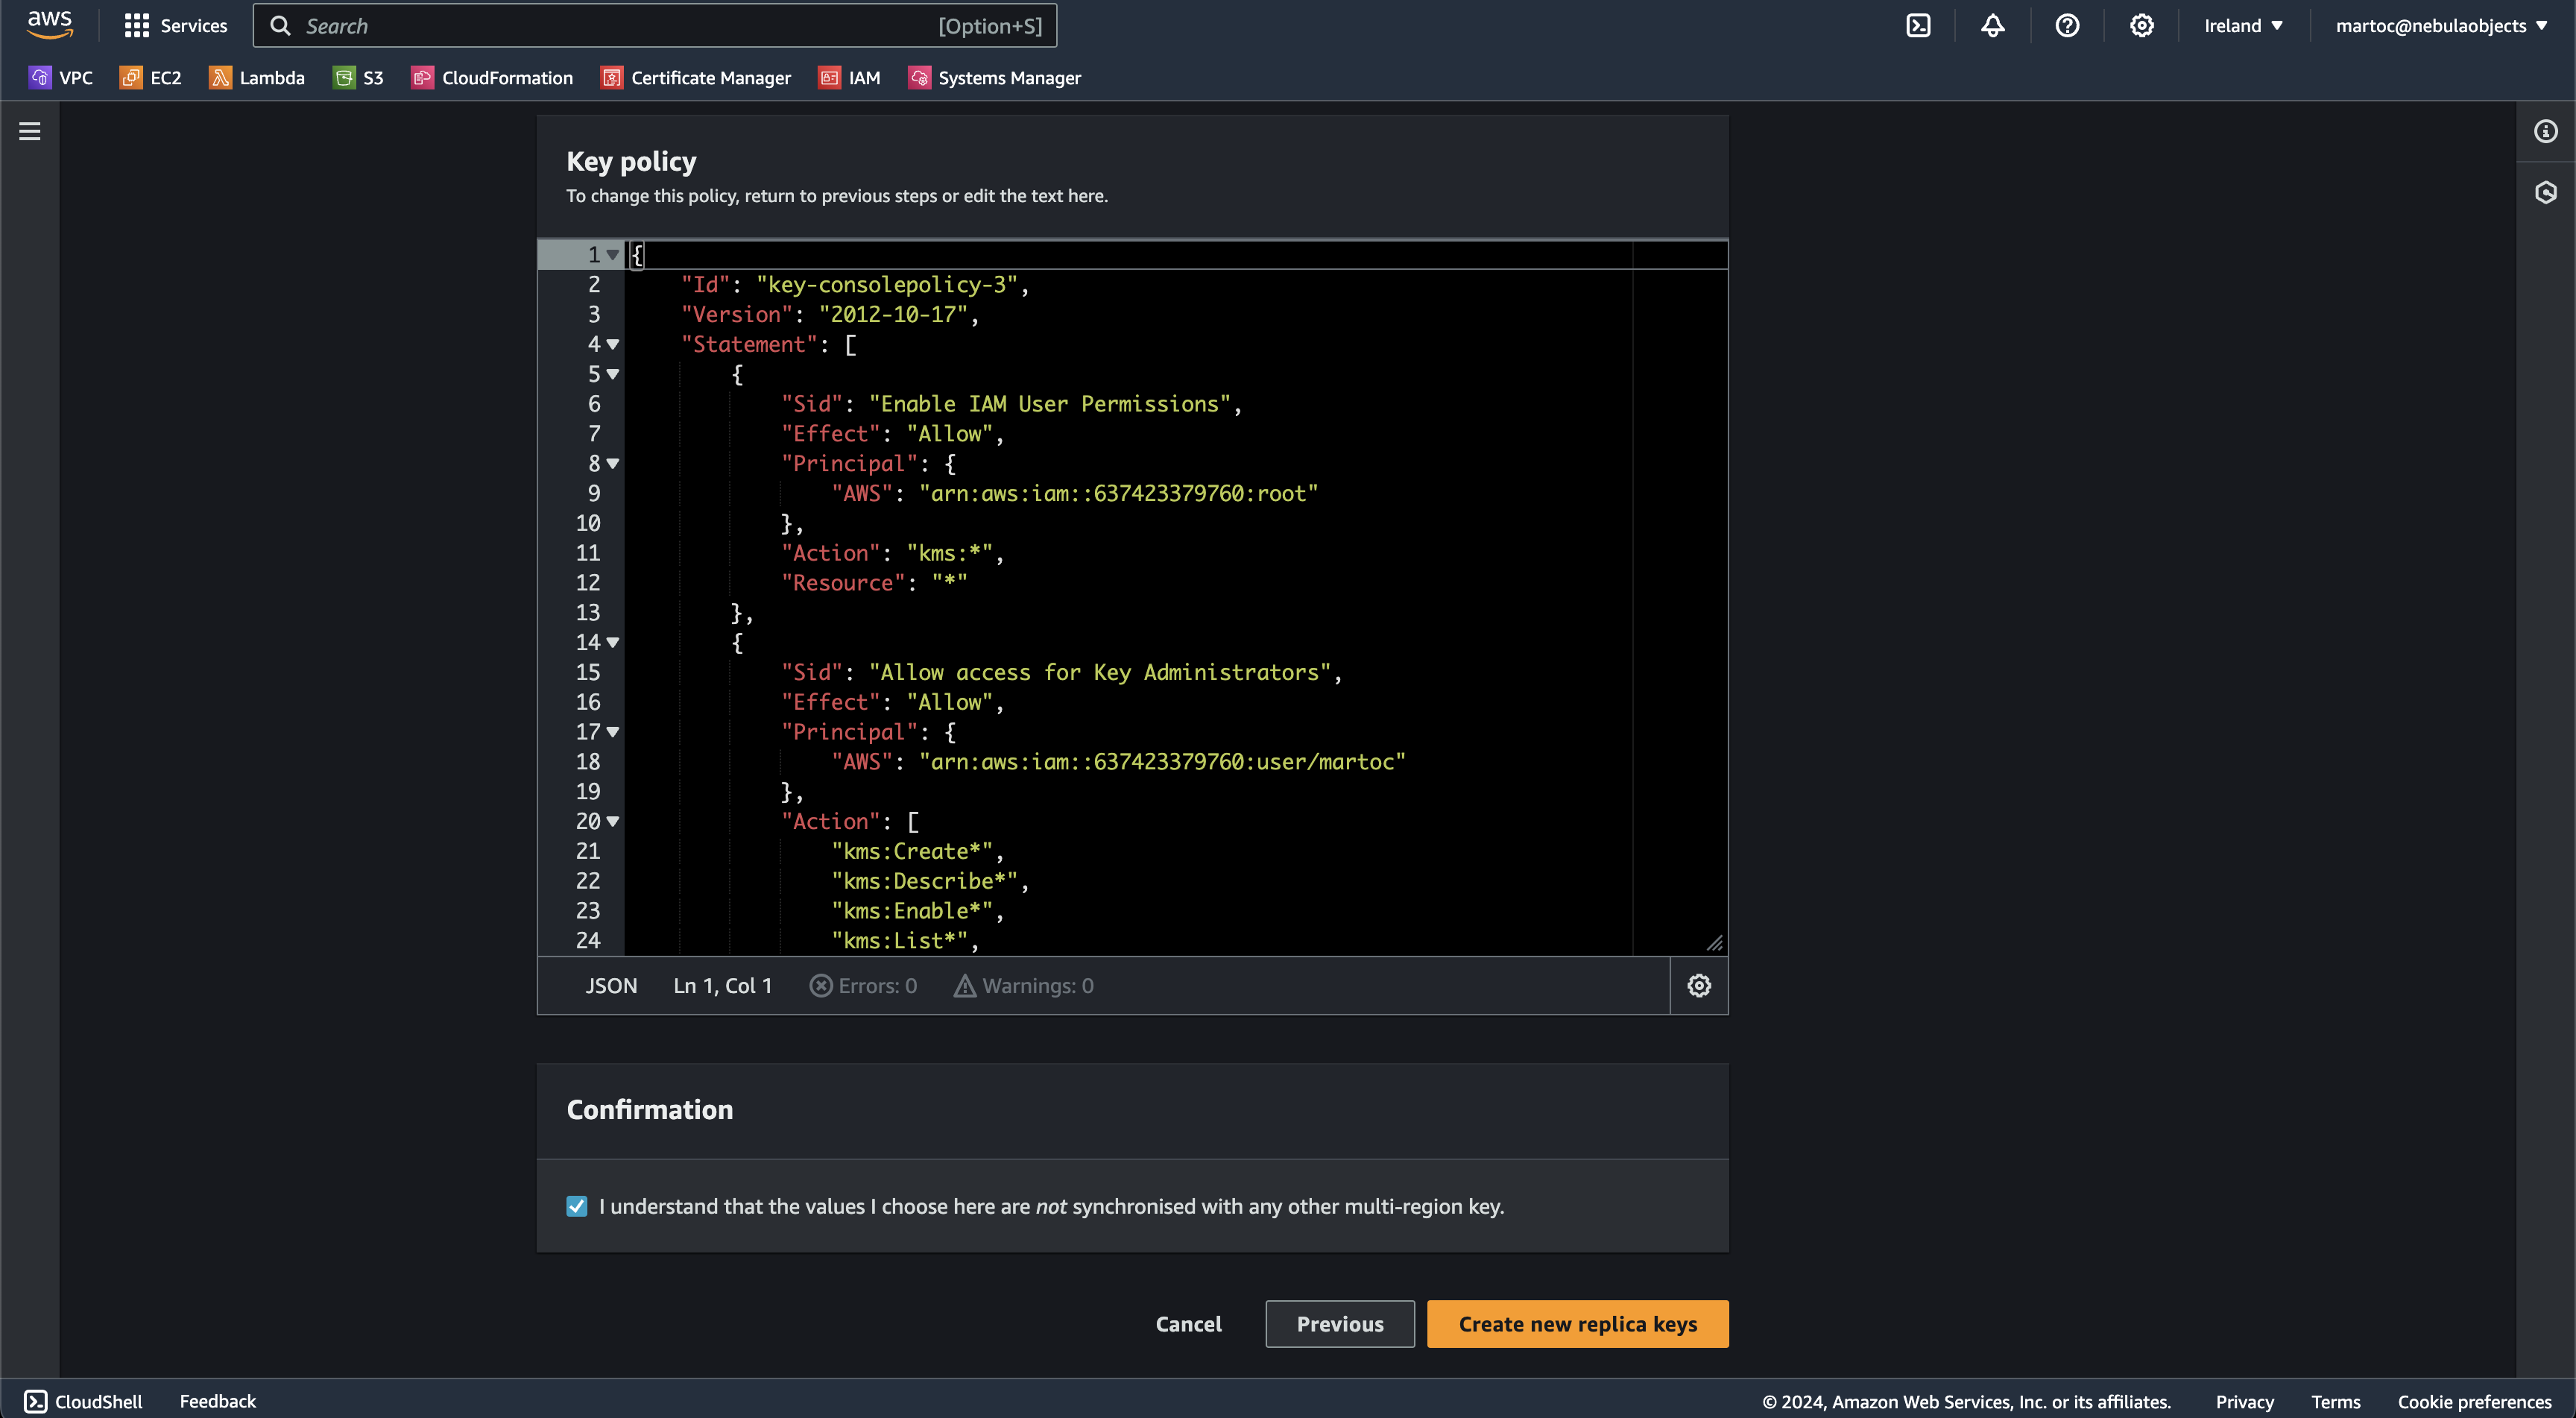 aws Services Search [Option+S] Ireland martoc@nebulaobjects
VPC EC2 Lambda S3 CloudFormation Certificate Manager IAM Systems Manager
Key policy
To change this policy, return to previous steps or edit the text here.
1 {
2 "Id": "key-consolepolicy-3",
3 "Version": "2012-10-17",
4 "Statement": [
5 {
6 "Sid": "Enable IAM User Permissions",
7 "Effect": "Allow",
8 "Principal": {
9 "AWS": "arn:aws:iam::637423379760:root"
10 },
11 "Action": "kms:*",
12 "Resource": "*"
13 },
14 {
15 "Sid": "Allow access for Key Administrators",
16 "Effect": "Allow",
17 "Principal": {
18 "AWS": "arn:aws:iam::637423379760:user/martoc"
19 },
20 "Action": [
21 "kms:Create*",
22 "kms:Describe*",
23 "kms:Enable*",
24 "kms:List*",
JSON Ln 1, Col 1 Errors: 0 Warnings: 0
Confirmation
I understand that the values I choose here are not synchronised with any other multi-region key.
Cancel Previous Create new replica keys
CloudShell Feedback © 2024, Amazon Web Services, Inc. or its affiliates. Privacy Terms Cookie preferences